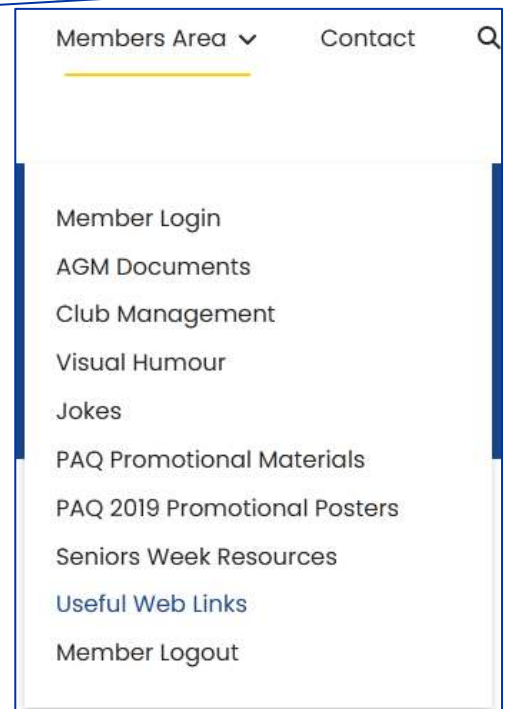 Members Area Contact
Member Login
AGM Documents
Club Management
Visual Humour
Jokes
PAQ Promotional Materials
PAQ 2019 Promotional Posters
Seniors Week Resources
Useful Web Links
Member Logout